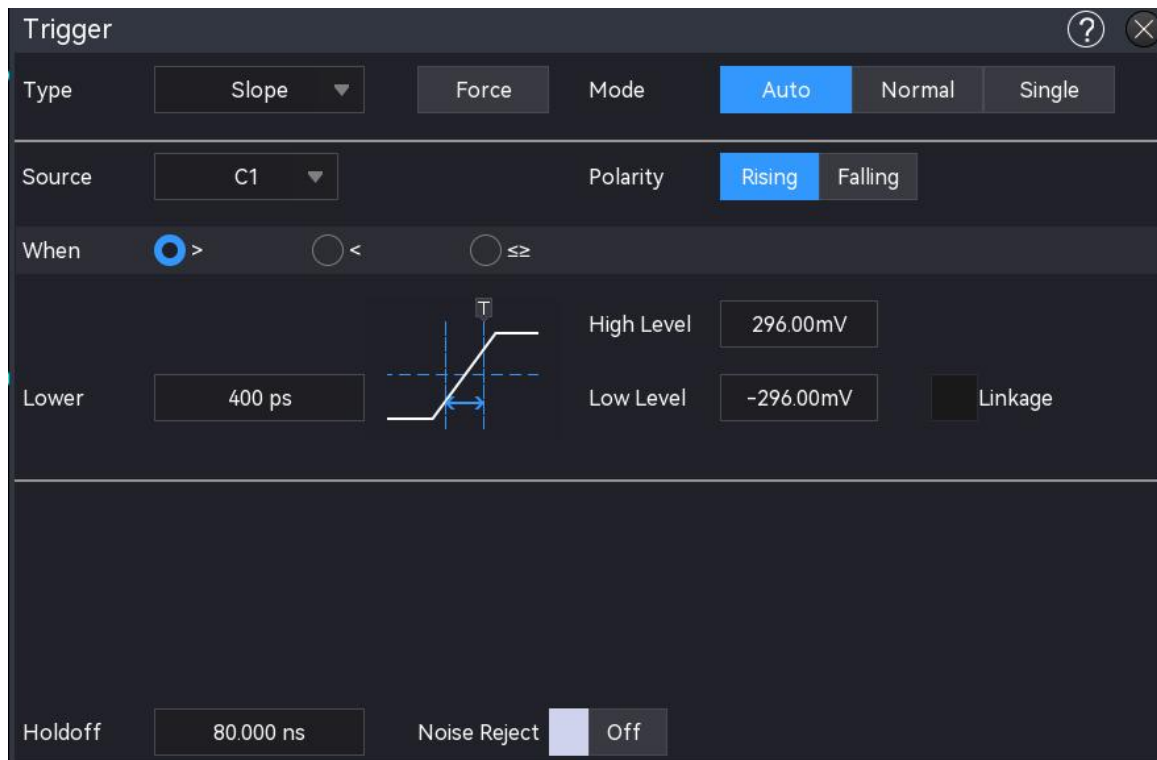 Trigger ?
Type Slope Force Mode Auto Normal Single
Source C1 Polarity Rising Falling
When > < ≤≥
T
High Level 296.00mV
Lower 400 ps Low Level -296.00mV Linkage
Holdoff 80.000 ns Noise Reject Off